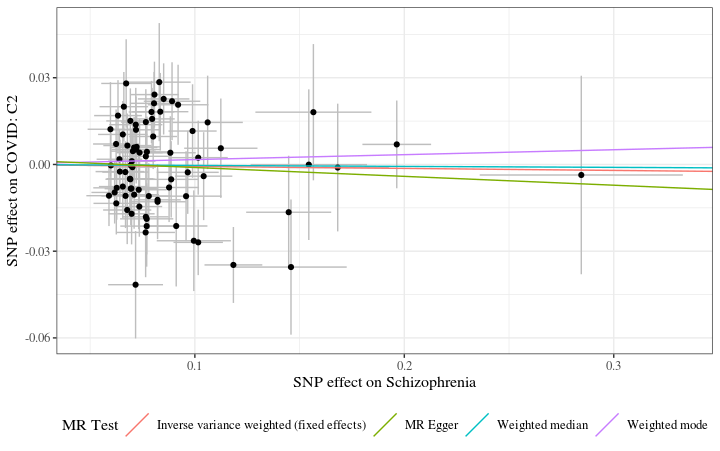 SNP effect on COVID: C2
0.03
0.00
-0.03
-0.06
0.1
0.2
0.3
SNP effect on Schizophrenia
MR Test
Inverse variance weighted (fixed effects)
MR Egger
Weighted median
Weighted mode